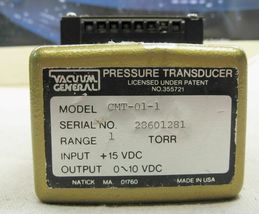 VACUUM
GENERAL
PRESSURE TRANSDUCER
LICENSED UNDER PATENT
NO.355721
MODEL CMT-01-1
SERIAL NO. 28601281
RANGE 1 TORR
INPUT +15 VDC
OUTPUT 0~10 VDC
NATICK MA 01760 MADE IN USA